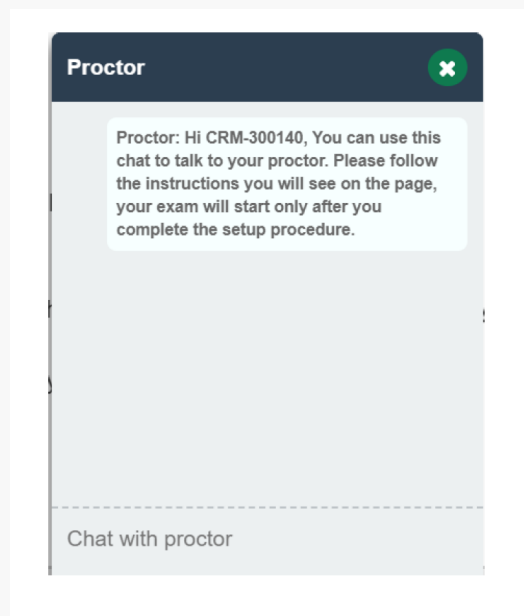 Proctor
Proctor: Hi CRM-300140, You can use this
chat to talk to your proctor. Please follow
the instructions you will see on the page,
your exam will start only after you
complete the setup procedure.
Chat with proctor